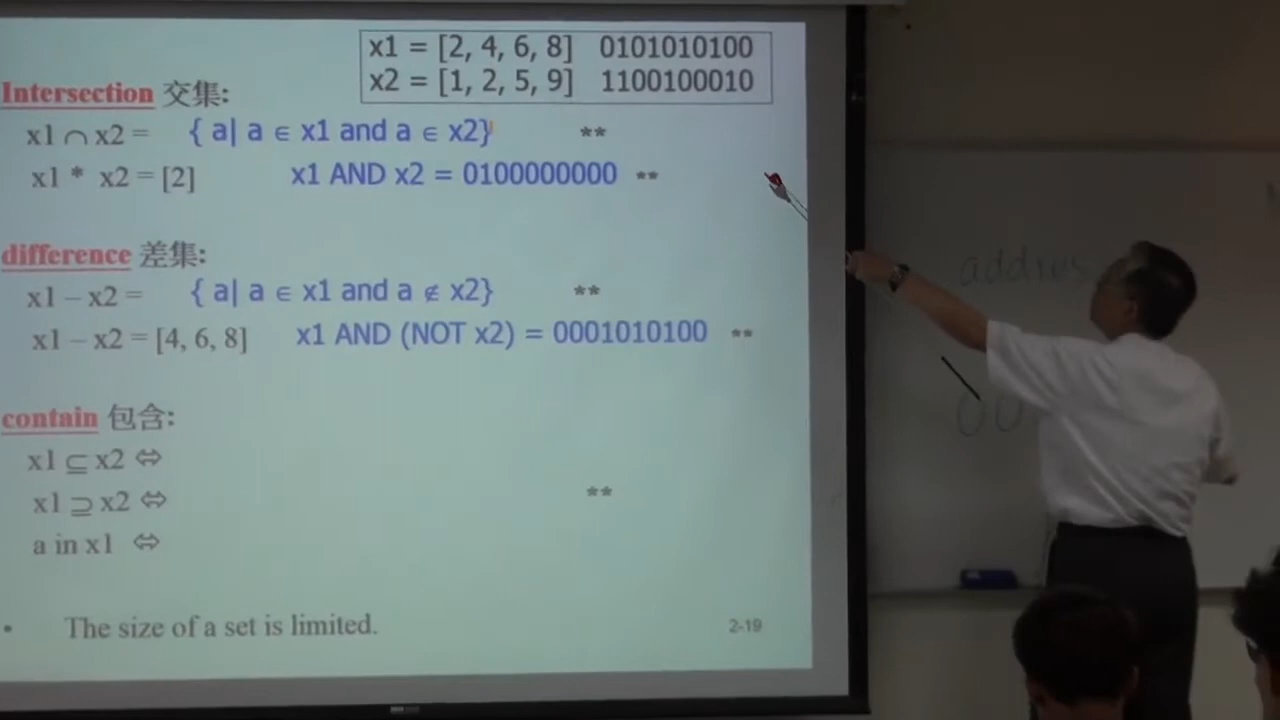 x1 = [2, 4, 6, 8] 0101010100
x2 = [1, 2, 5, 9] 1100100010
Intersection 交集:
x1 ∩ x2 = { a| a ∈ x1 and a ∈ x2} **
x1 * x2 = [2] x1 AND x2 = 0100000000 **
difference 差集:
x1 – x2 = { a| a ∈ x1 and a ∉ x2} **
x1 – x2 = [4, 6, 8] x1 AND (NOT x2) = 0001010100 **
contain 包含:
x1 ⊆ x2 ⇔
x1 ⊇ x2 ⇔ **
a in x1 ⇔
• The size of a set is limited.
2-19
addres
00